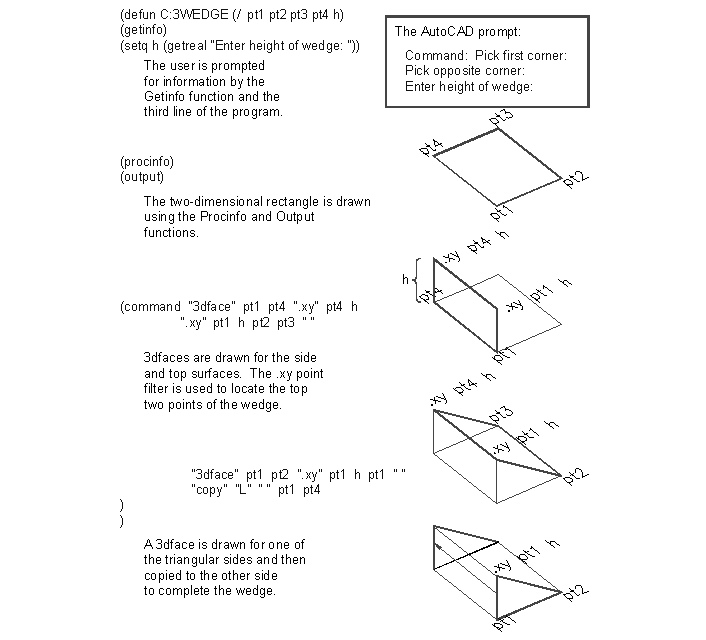 (defun C:3WEDGE (/ pt1 pt2 pt3 pt4 h)
(getinfo)
(setq h (getreal "Enter height of wedge: "))
The user is prompted
for information by the
Getinfo function and the
third line of the program.
The AutoCAD prompt:
Command: Pick first corner:
Pick opposite corner:
Enter height of wedge:
pt3
pt4
pt2
pt1
(procinfo)
(output)
The two-dimensional rectangle is drawn
using the Procinfo and Output
functions.
.xy pt4 h
h
pt4
.xy pt1 h
pt1
(command "3dface" pt1 pt4 ".xy" pt4 h
".xy" pt1 h pt2 pt3 " "
3dfaces are drawn for the side
and top surfaces. The .xy point
filter is used to locate the top
two points of the wedge.
.xy pt4 h
pt3
.xy pt1 h
pt2
"3dface" pt1 pt2 ".xy" pt1 h pt1 " "
"copy" "L" " " pt1 pt4
)
)
A 3dface is drawn for one of
the triangular sides and then
copied to the other side
to complete the wedge.
.xy pt1 h
pt2
pt1